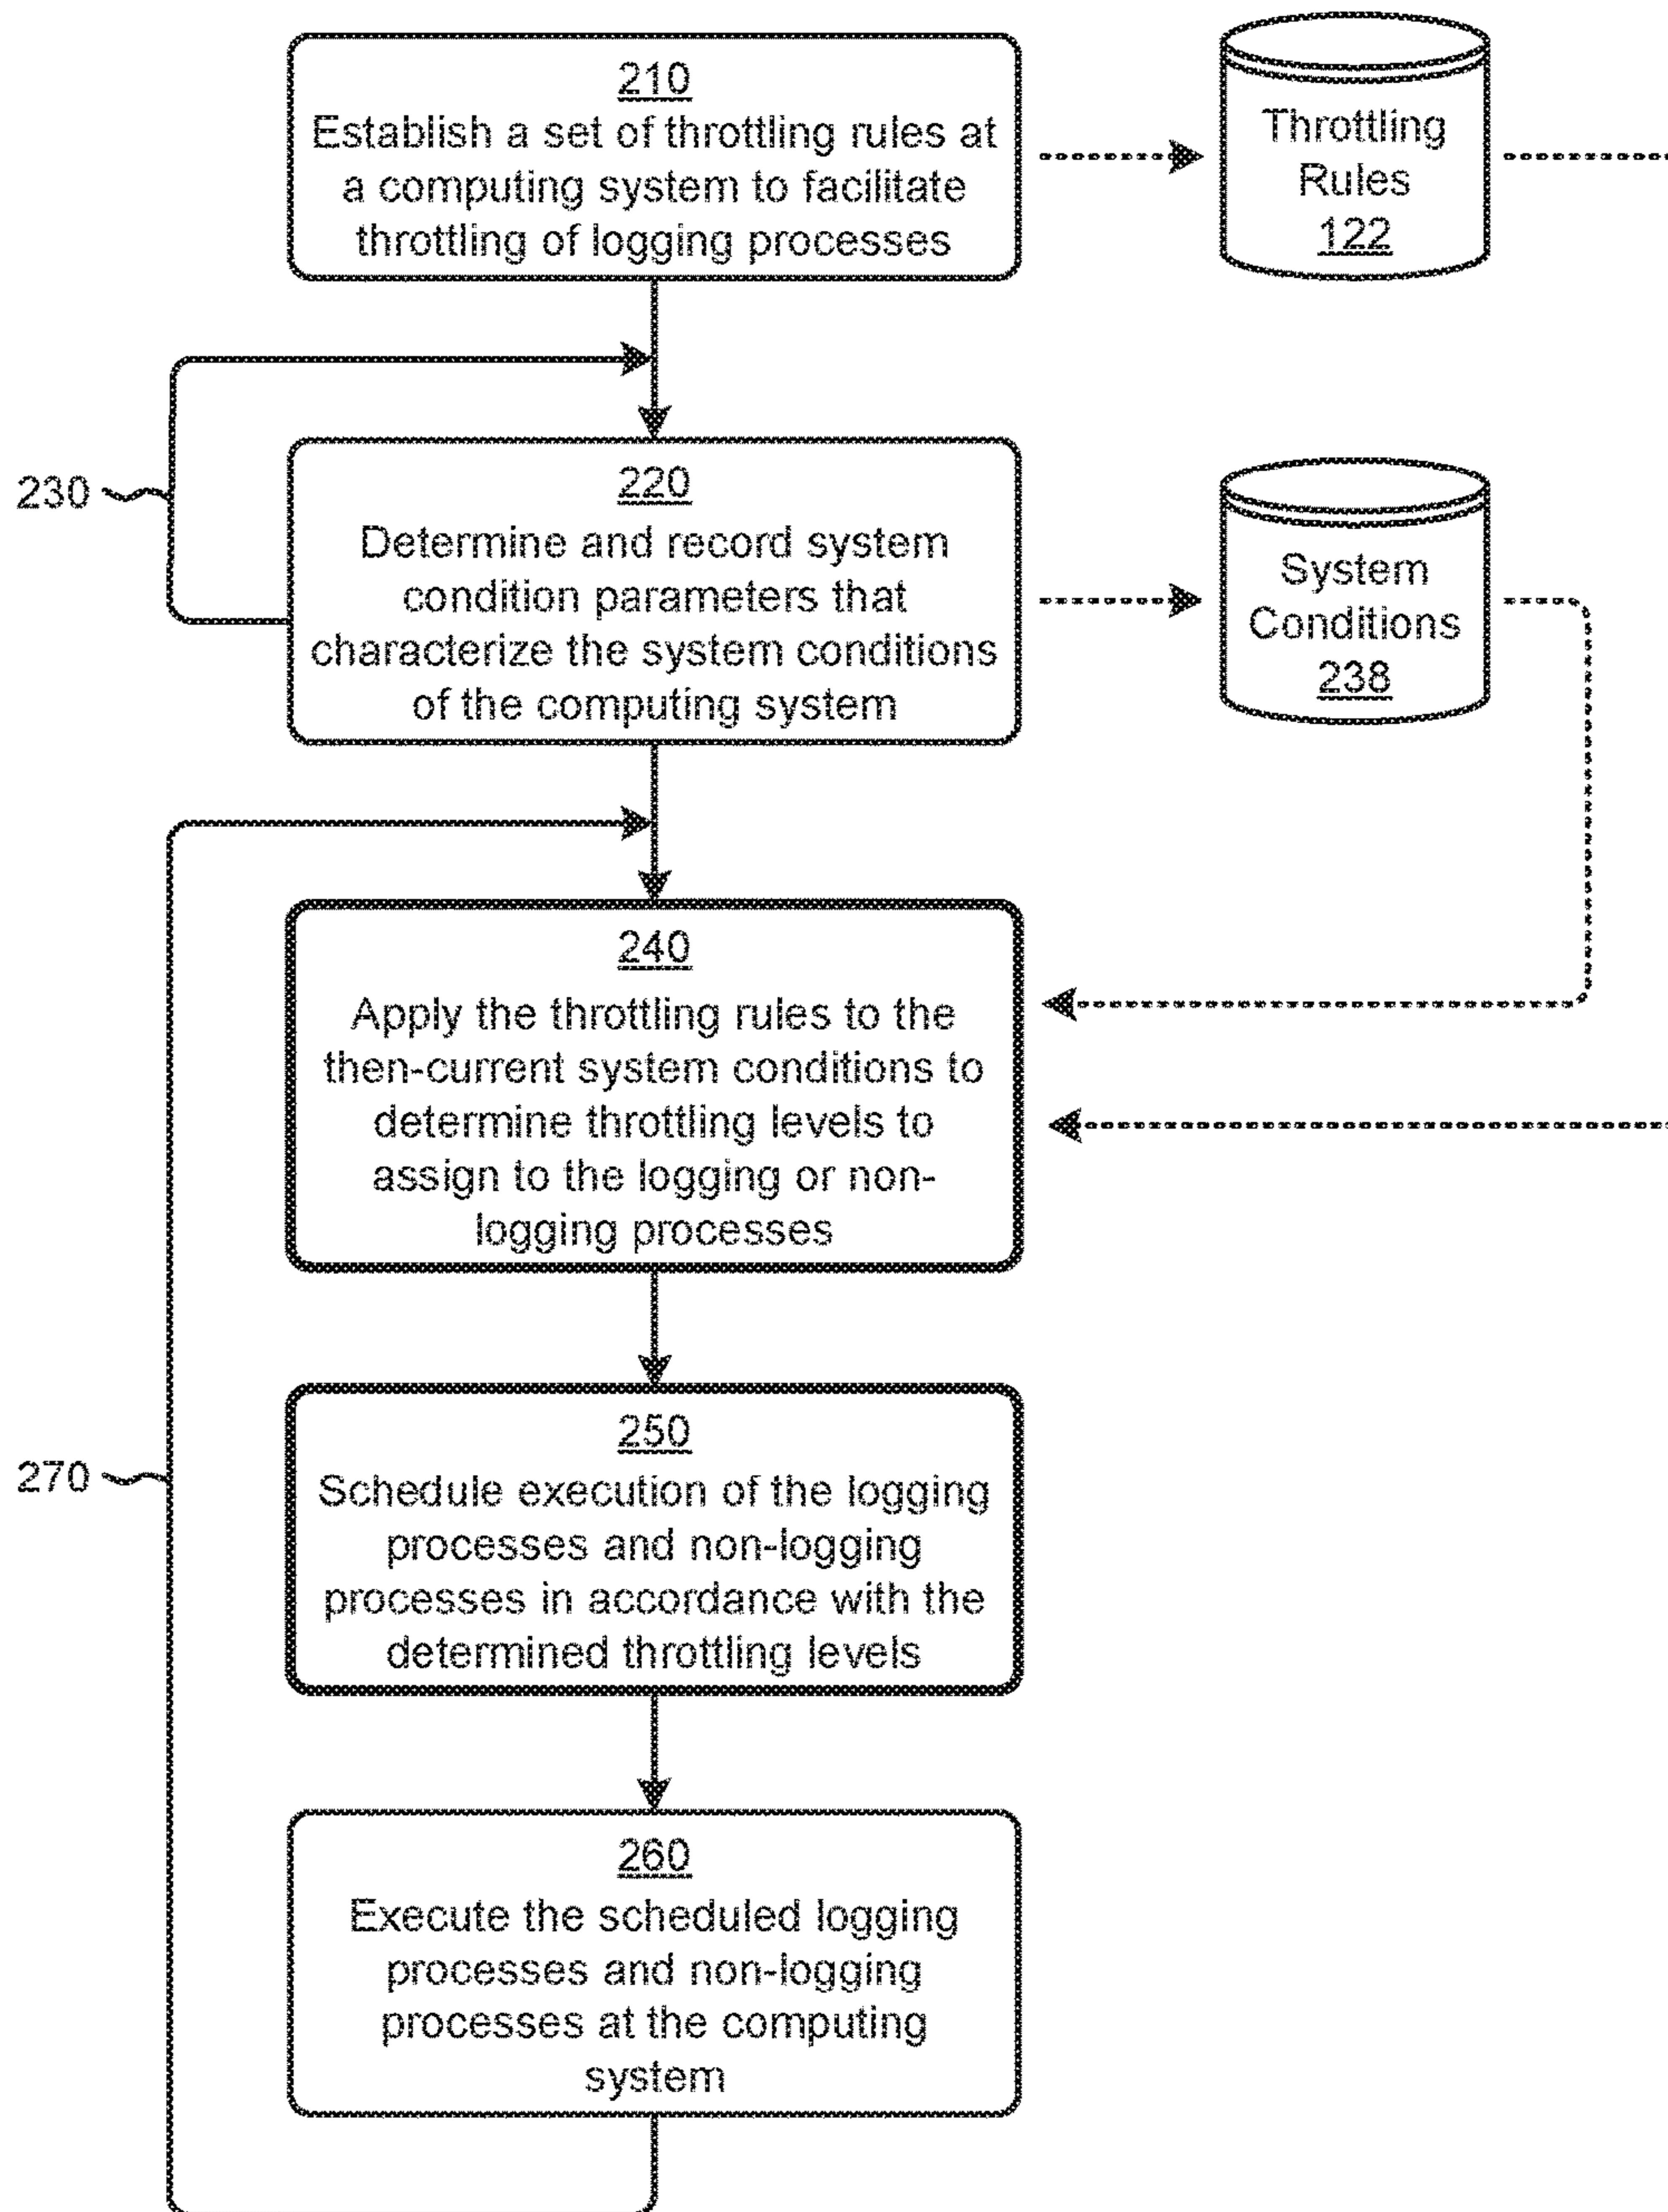 210
Establish a set of throttling rules at
a computing system to facilitate
throttling of logging processes
Throttling
Rules
122
230
220
Determine and record system
condition parameters that
characterize the system conditions
of the computing system
System
Conditions
238
240
Apply the throttling rules to the
then-current system conditions to
determine throttling levels to
assign to the logging or non-
logging processes
270
250
Schedule execution of the logging
processes and non-logging
processes in accordance with the
determined throttling levels
260
Execute the scheduled logging
processes and non-logging
processes at the computing
system